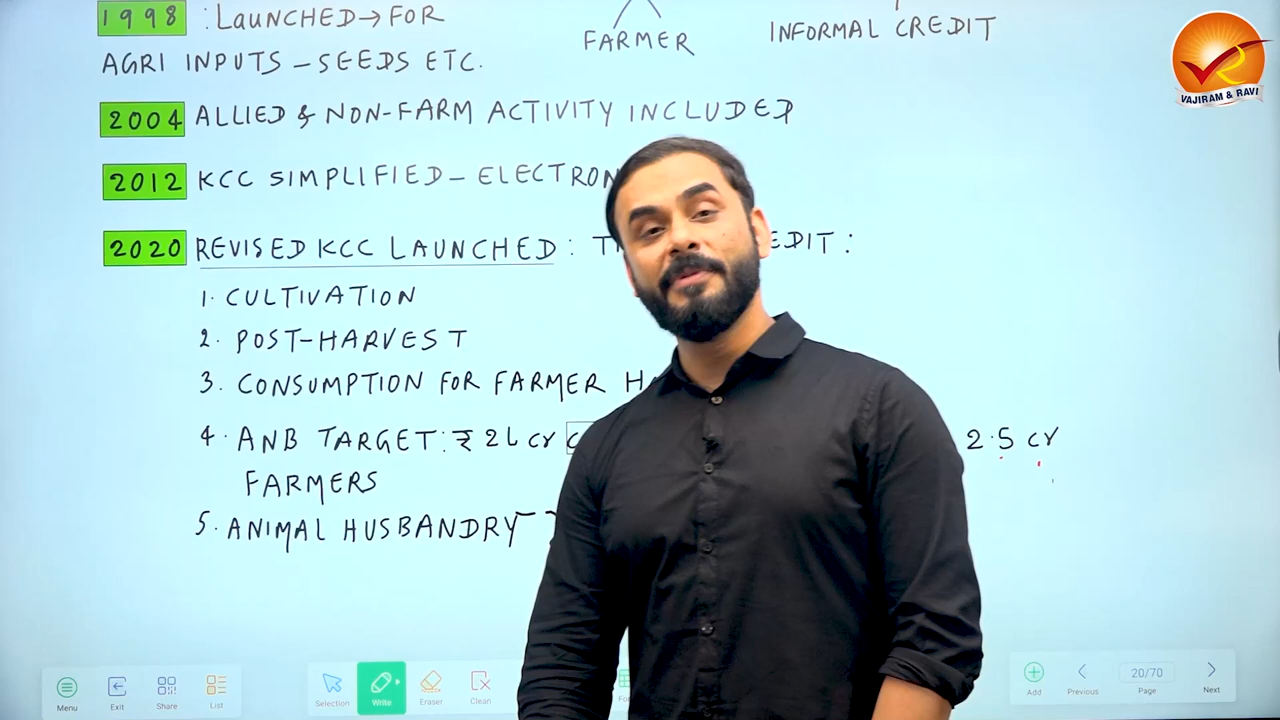 1998 : LAUNCHED → FOR
AGRI INPUTS – SEEDS ETC.
FARMER
INFORMAL CREDIT
VAJIRAM & RAVI
2004 ALLIED & NON-FARM ACTIVITY INCLUDED
2012 KCC SIMPLIFIED – ELECTRON
2020 REVISED KCC LAUNCHED : T EDIT :
1. CULTIVATION
2. POST-HARVEST
3. CONSUMPTION FOR FARMER H
4. ANB TARGET : ₹ 2L cr 2.5 cr
FARMERS
5. ANIMAL HUSBANDRY –
Menu Exit Share List Selection Write Eraser Clean Add Previous 20/70 Page Next